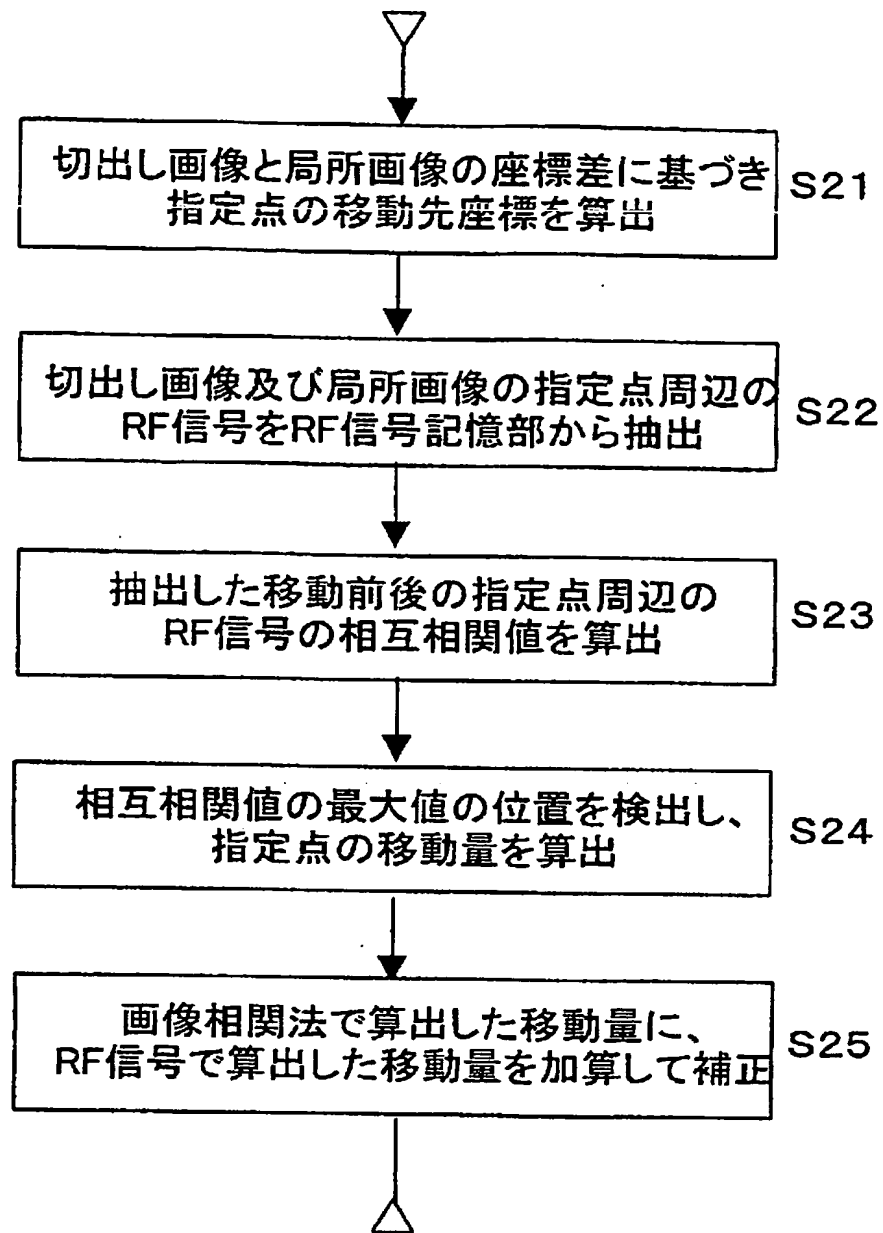 切出し画像と局所画像の座標差に基づき
指定点の移動先座標を算出
S21
切出し画像及び局所画像の指定点周辺の
RF信号をRF信号記憶部から抽出
S22
抽出した移動前後の指定点周辺の
RF信号の相互相関値を算出
S23
相互相関値の最大値の位置を検出し、
指定点の移動量を算出
S24
画像相関法で算出した移動量に、
RF信号で算出した移動量を加算して補正
S25